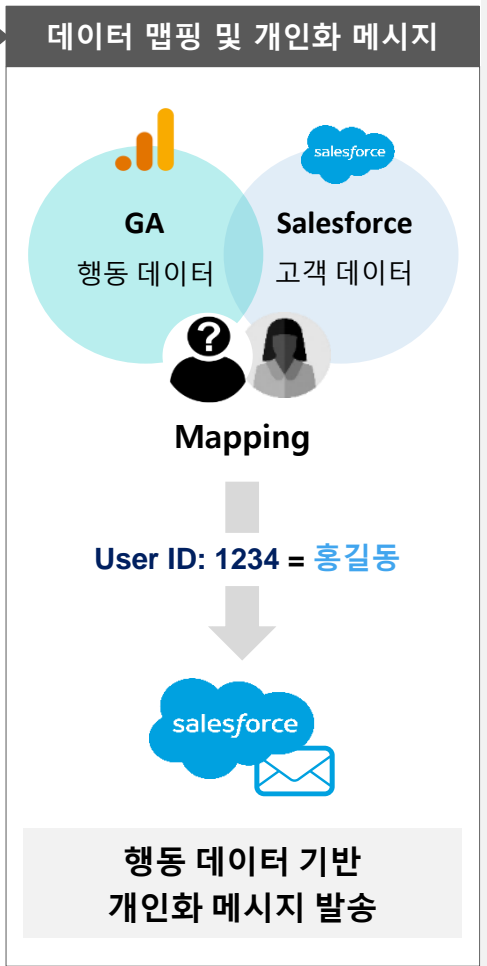 데이터 맵핑 및 개인화 메시지
salesforce
GA
Salesforce
행동 데이터
고객 데이터
?
Mapping
User ID: 1234 = 홍길동
salesforce
행동 데이터 기반
개인화 메시지 발송